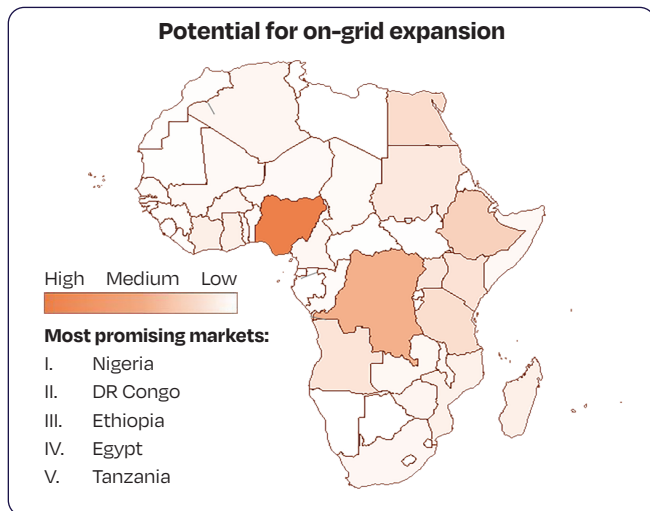 Potential for on-grid expansion
High Medium Low
Most promising markets:
I. Nigeria
II. DR Congo
III. Ethiopia
IV. Egypt
V. Tanzania